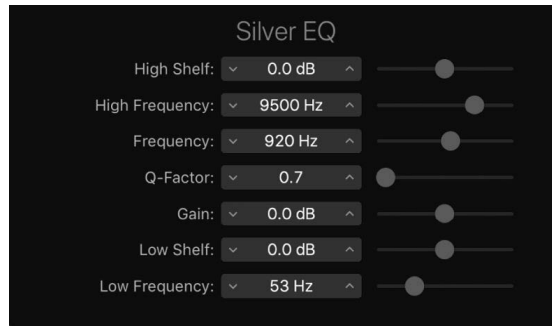 Silver EQ
High Shelf: 0.0 dB
High Frequency: 9500 Hz
Frequency: 920 Hz
Q-Factor: 0.7
Gain: 0.0 dB
Low Shelf: 0.0 dB
Low Frequency: 53 Hz